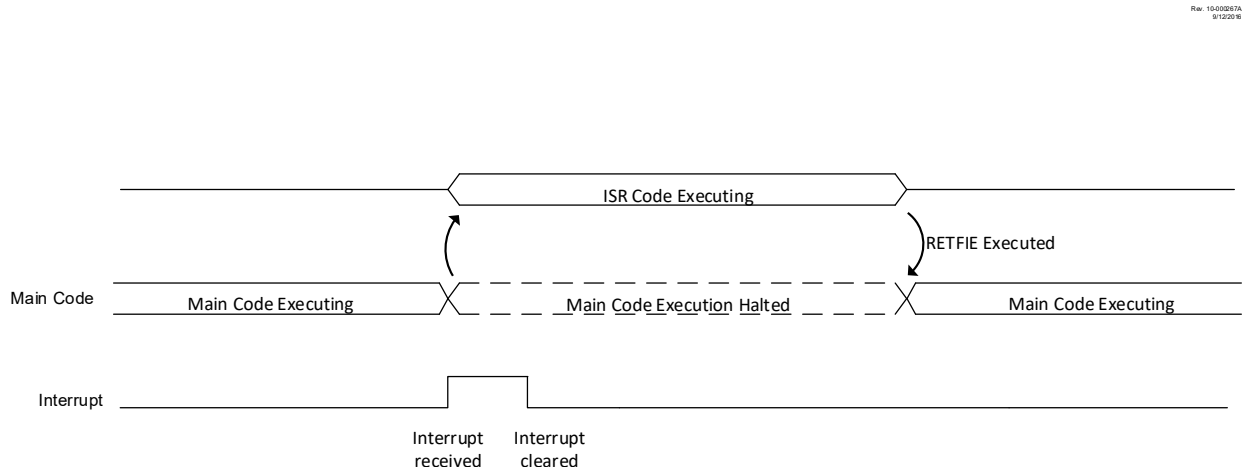 Rev. 10-000267A
9/12/2016
ISR Code Executing
RETFIE Executed
Main Code
Main Code Executing
Main Code Execution Halted
Main Code Executing
Interrupt
Interrupt
received
Interrupt
cleared